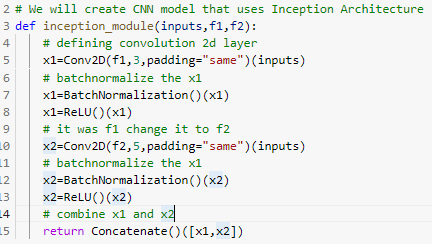 2 # We will create CNN model that uses Inception Architecture
3 def inception_module(inputs,f1,f2):
4     # defining convolution 2d layer
5     x1=Conv2D(f1,3,padding="same")(inputs)
6     # batchnormalize the x1
7     x1=BatchNormalization()(x1)
8     x1=ReLU()(x1)
9     # it was f1 change it to f2
10     x2=Conv2D(f2,5,padding="same")(inputs)
11     # batchnormalize the x1
12     x2=BatchNormalization()(x2)
13     x2=ReLU()(x2)
14     # combine x1 and x2
15     return Concatenate()([x1,x2])